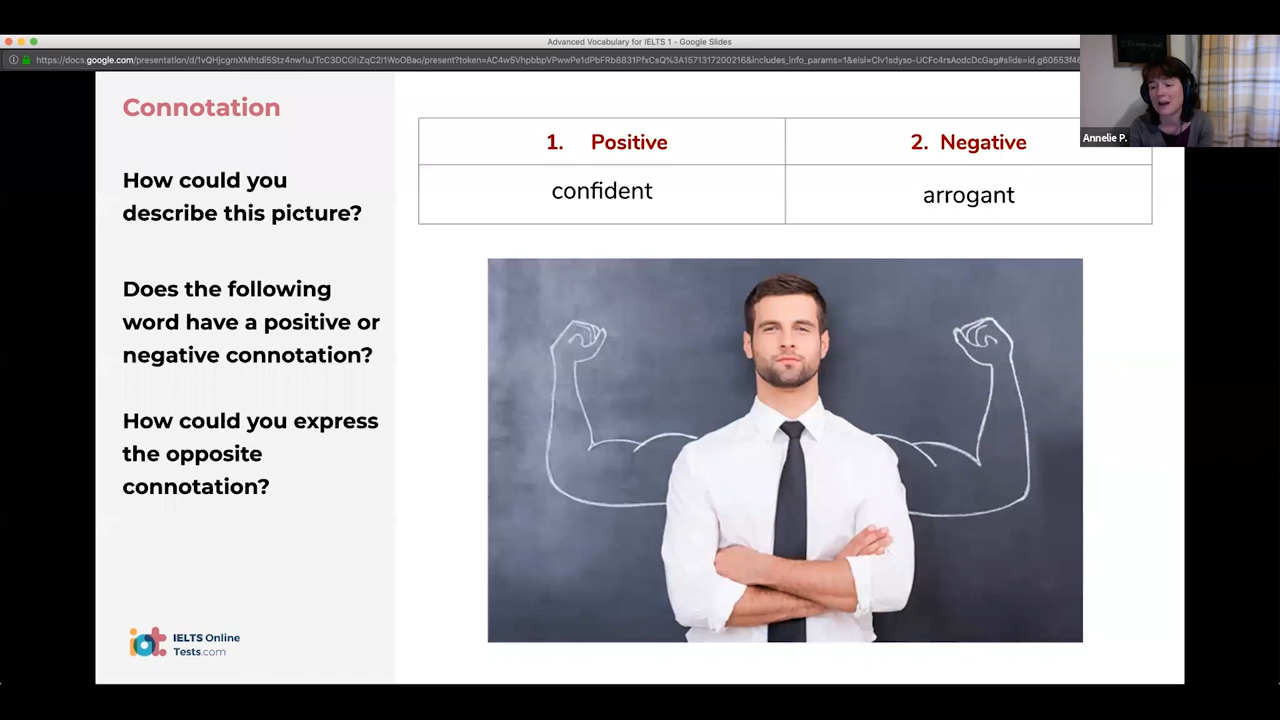 Advanced Vocabulary for IELTS 1 - Google Slides
Connotation
How could you
describe this picture?
Does the following
word have a positive or
negative connotation?
How could you express
the opposite
connotation?
1. Positive
2. Negative
confident
arrogant
Annelie P.
iot
IELTS Online
Tests.com